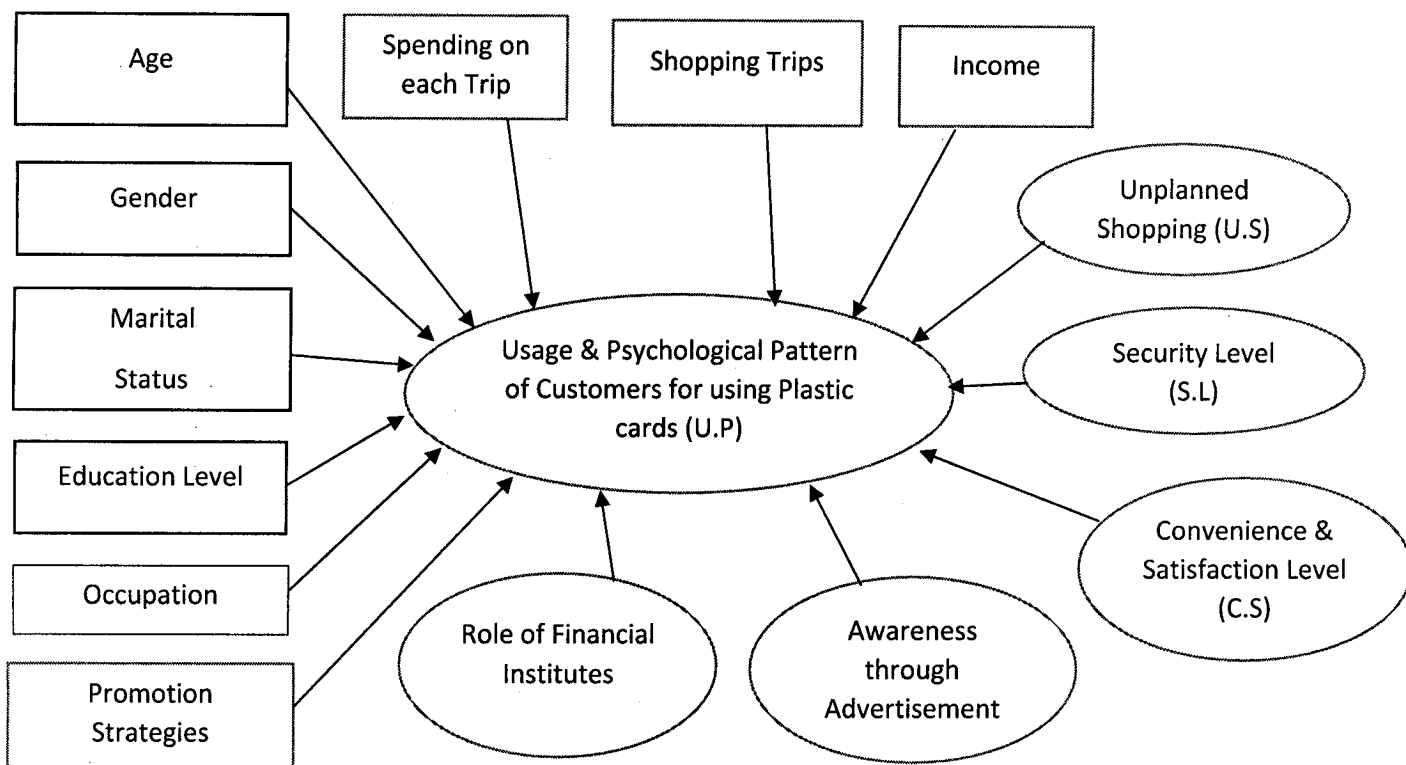 Age
Spending on
each Trip
Shopping Trips
Income
Gender
Unplanned
Shopping (U.S)
Marital
Status
Usage & Psychological Pattern
of Customers for using Plastic
cards (U.P)
Security Level
(S.L)
Education Level
Convenience &
Satisfaction Level
(C.S)
Occupation
Role of Financial
Institutes
Awareness
through
Advertisement
Promotion
Strategies